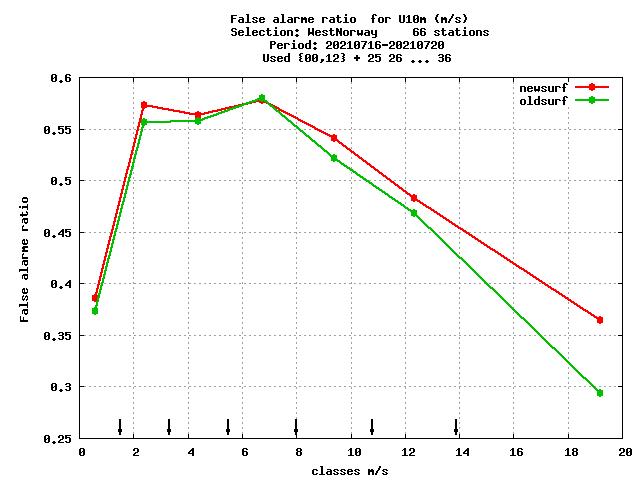 False alarme ratio  for U10m (m/s)
Selection: WestNorway     66 stations
Period: 20210716-20210720
Used {00,12} + 25 26 ... 36
newsurf
oldsurf
False alarme ratio
0.6
0.55
0.5
0.45
0.4
0.35
0.3
0.25
0 2 4 6 8 10 12 14 16 18 20
classes m/s